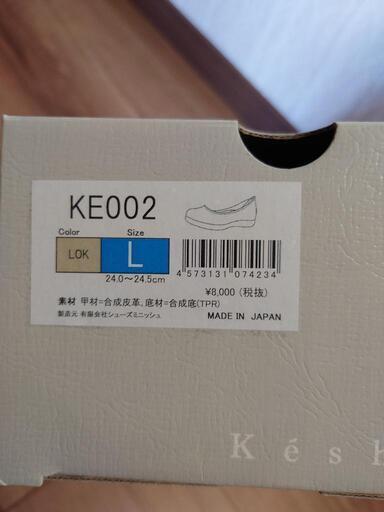 KE002
Color Size
LOK L
24.0～24.5cm
4573131074234
¥8,000 (税抜)
素材 甲材=合成皮革,底材=合成底(TPR)
製造元 有限会社シューズミニッシュ MADE IN JAPAN